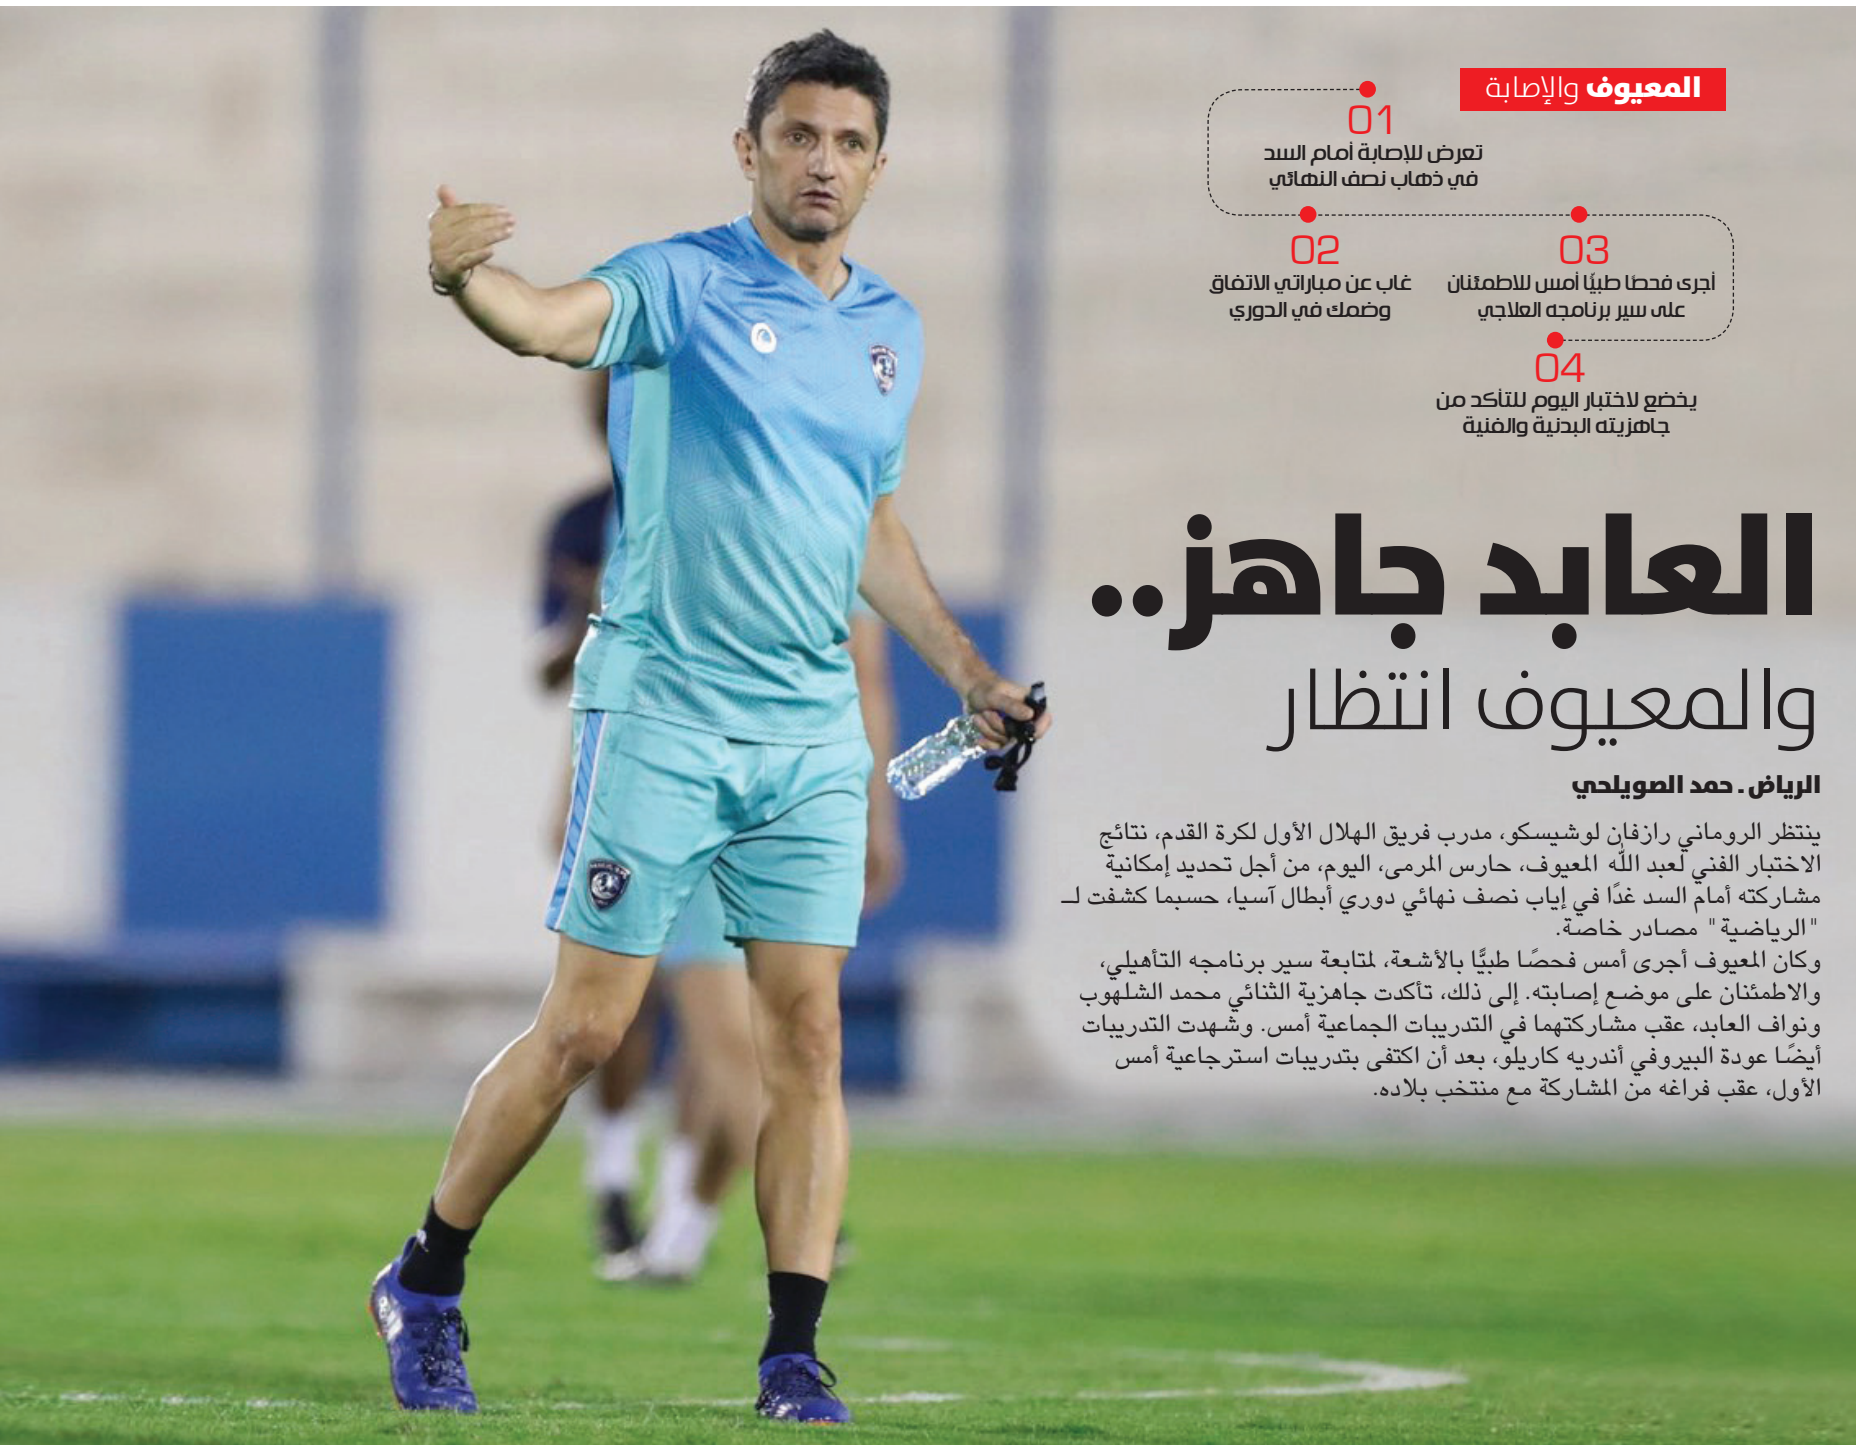 المعيوف والإصابة
01
تعرض للإصابة أمام السد
في ذهاب نصف النهائي
02
غاب عن مباراتي الاتفاق
وضمك في الدوري
03
أجرى فحصًا طبيًا أمس للاطمئنان
على سير برنامجه العلاجي
04
يخضع لاختبار اليوم للتأكد من
جاهزيته البدنية والفنية
العابد جاهز..
والمعيوف انتظار
الرياض ـ حمد الصويلحي
ينتظر الروماني رازفان لوشيسكو، مدرب فريق الهلال الأول لكرة القدم، نتائج
الاختبار الفني لعبد الله المعيوف، حارس المرمى، اليوم، من أجل تحديد إمكانية
مشاركته أمام السد غدًا في إياب نصف نهائي دوري أبطال آسيا، حسبما كشفت لـ
"الرياضية" مصادر خاصة.
وكان المعيوف أجرى أمس فحصًا طبيًّا بالأشعة، لمتابعة سير برنامجه التأهيلي،
والاطمئنان على موضع إصابته. إلى ذلك، تأكدت جاهزية الثنائي محمد الشلهوب
ونواف العابد، عقب مشاركتهما في التدريبات الجماعية أمس. وشهدت التدريبات
أيضًا عودة البيروفي أندريه كاريلو، بعد أن اكتفى بتدريبات استرجاعية أمس
الأول، عقب فراغه من المشاركة مع منتخب بلاده.